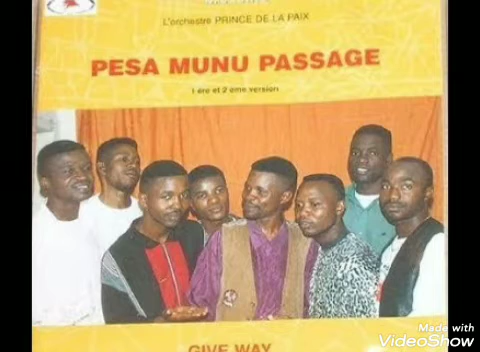 L'orchestre PRINCE DE LA PAIX
PESA MUNU PASSAGE
1 ère et 2 ème version
GIVE WAY
Made with
VideoShow